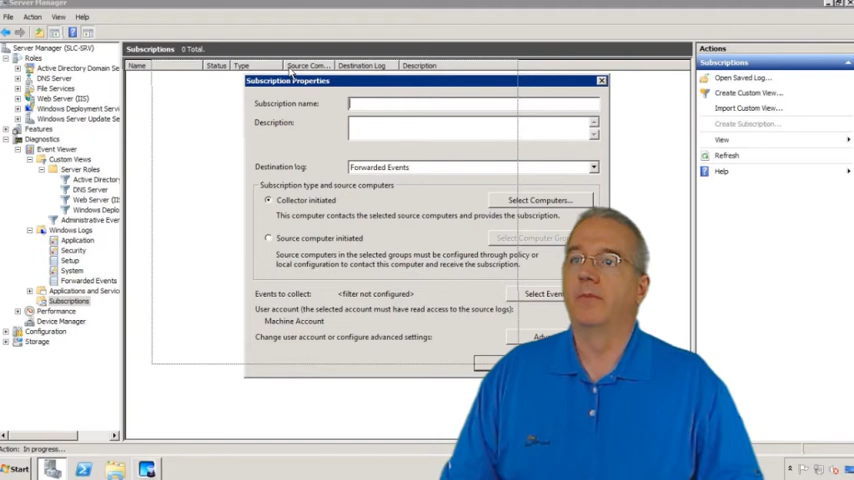 Server Manager
File Action View Help
Server Manager (SLC-SRV)
Roles
Active Directory Domain Se
DNS Server
File Services
Web Server (IIS)
Windows Deployment Servi
Windows Server Update Se
Features
Diagnostics
Event Viewer
Custom Views
Server Roles
Active Directory
DNS Server
Web Server (II
Windows Deplo
Administrative Ever
Windows Logs
Application
Security
Setup
System
Forwarded Events
Applications and Servic
Subscriptions
Performance
Device Manager
Configuration
Storage
Action: In progress...
Start
Subscriptions 0 Total.
Name Status Type Source Com... Destination Log Description
Subscription Properties
Subscription name:
Description:
Destination log: Forwarded Events
Subscription type and source computers
Collector initiated Select Computers...
This computer contacts the selected source computers and provides the subscription.
Source computer initiated Select Computer Gro
Source computers in the selected groups must be configured through policy or
local configuration to contact this computer and receive the subscription.
Events to collect: <filter not configured> Select Even
User account (the selected account must have read access to the source logs):
Machine Account
Change user account or configure advanced settings: Adv
Actions
Subscriptions
Open Saved Log...
Create Custom View...
Import Custom View...
Create Subscription...
View
Refresh
Help